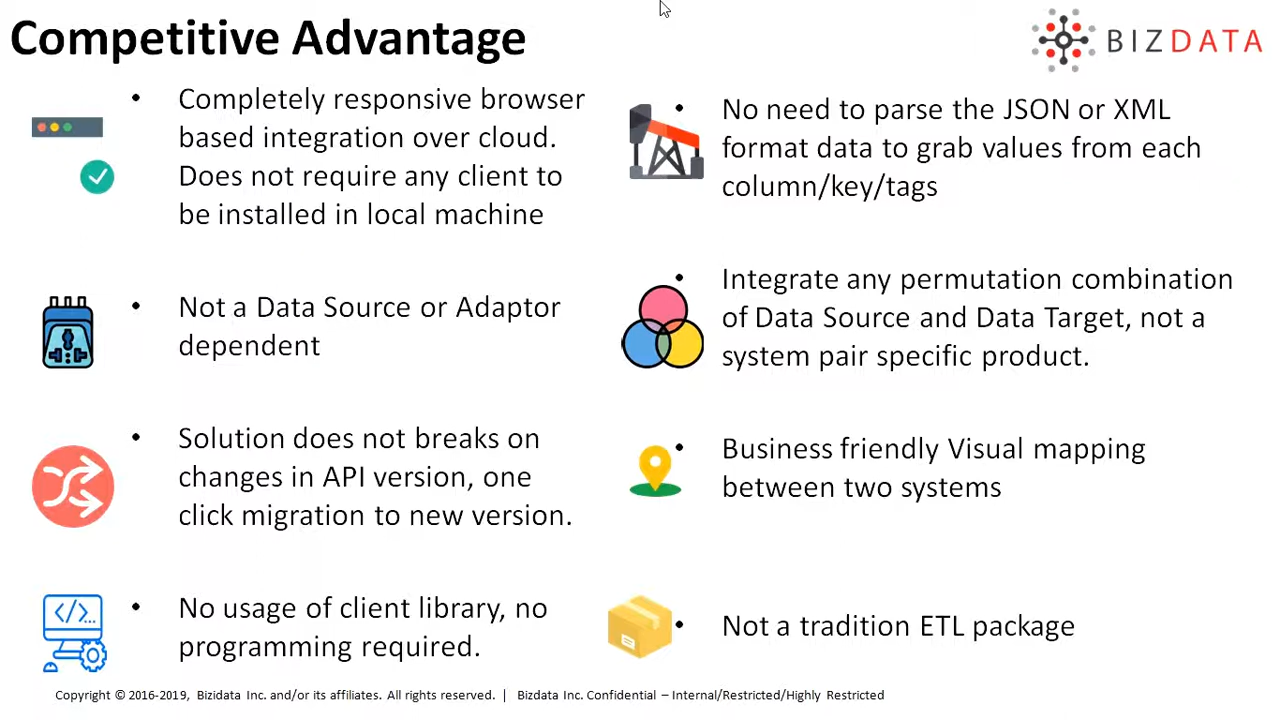 Competitive Advantage
BIZDATA
• Completely responsive browser
based integration over cloud.
Does not require any client to
be installed in local machine
• Not a Data Source or Adaptor
dependent
• Solution does not breaks on
changes in API version, one
click migration to new version.
• No usage of client library, no
programming required.
• No need to parse the JSON or XML
format data to grab values from each
column/key/tags
• Integrate any permutation combination
of Data Source and Data Target, not a
system pair specific product.
• Business friendly Visual mapping
between two systems
• Not a tradition ETL package
Copyright © 2016-2019, Bizidata Inc. and/or its affiliates. All rights reserved. | Bizdata Inc. Confidential – Internal/Restricted/Highly Restricted